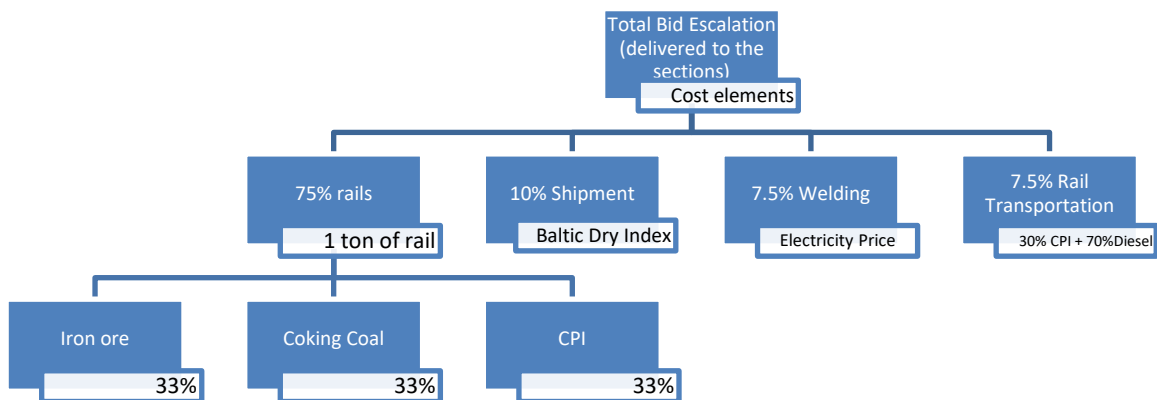 Total Bid Escalation
(delivered to the
sections)
Cost elements
75% rails
1 ton of rail
10% Shipment
Baltic Dry Index
7.5% Welding
Electricity Price
7.5% Rail
Transportation
30% CPI + 70%Diesel
Iron ore
33%
Coking Coal
33%
CPI
33%